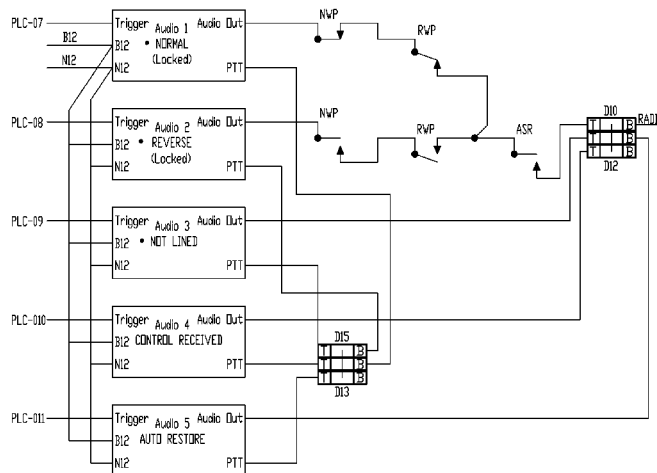 PLC-07 Trigger Audio 1 Audio Out NWP RWP
B12 B12 • NORMAL
N12 N12 (Locked) PTT
D10
PLC-08 Trigger Audio 2 Audio Out NWP RWP ASR T B RADI
B12 • REVERSE T B
N12 (Locked) PTT T B
D12
PLC-09 Trigger Audio 3 Audio Out
B12 • NOT LINED
N12 PTT
PLC-010 Trigger Audio 4 Audio Out
B12 CONTROL RECEIVED
N12 PTT
D15
T B
T B
T B
D13
PLC-011 Trigger Audio 5 Audio Out
B12 AUTO RESTORE
N12 PTT